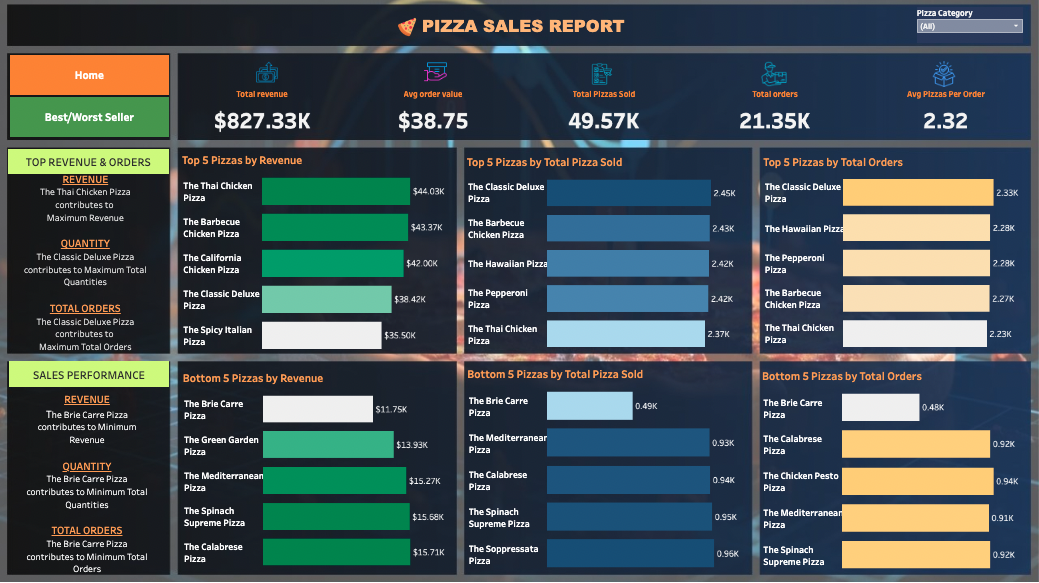 PIZZA SALES REPORT
Pizza Category
(All)
Home
Best/Worst Seller
Total revenue
$827.33K
Avg order value
$38.75
Total Pizzas Sold
49.57K
Total orders
21.35K
Avg Pizzas Per Order
2.32
TOP REVENUE & ORDERS
REVENUE
The Thai Chicken Pizza
contributes to
Maximum Revenue
QUANTITY
The Classic Deluxe Pizza
contributes to Maximum Total
Quantities
TOTAL ORDERS
The Classic Deluxe Pizza
contributes to
Maximum Total Orders
Top 5 Pizzas by Revenue
The Thai Chicken
Pizza
$44.03K
The Barbecue
Chicken Pizza
$43.37K
The California
Chicken Pizza
$42.00K
The Classic Deluxe
Pizza
$38.42K
The Spicy Italian
Pizza
$35.50K
Top 5 Pizzas by Total Pizza Sold
The Classic Deluxe
Pizza
2.45K
The Barbecue
Chicken Pizza
2.43K
The Hawaiian Pizza
2.42K
The Pepperoni
Pizza
2.42K
The Thai Chicken
Pizza
2.37K
Top 5 Pizzas by Total Orders
The Classic Deluxe
Pizza
2.33K
The Hawaiian Pizza
2.28K
The Pepperoni
Pizza
2.28K
The Barbecue
Chicken Pizza
2.27K
The Thai Chicken
Pizza
2.23K
SALES PERFORMANCE
REVENUE
The Brie Carre Pizza
contributes to Minimum
Revenue
QUANTITY
The Brie Carre Pizza
contributes to Minimum Total
Quantities
TOTAL ORDERS
The Brie Carre Pizza
contributes to Minimum Total
Orders
Bottom 5 Pizzas by Revenue
The Brie Carre
Pizza
$11.75K
The Green Garden
Pizza
$13.93K
The Mediterranean
Pizza
$15.27K
The Spinach
Supreme Pizza
$15.68K
The Calabrese
Pizza
$15.71K
Bottom 5 Pizzas by Total Pizza Sold
The Brie Carre
Pizza
0.49K
The Mediterranean
Pizza
0.93K
The Calabrese
Pizza
0.94K
The Spinach
Supreme Pizza
0.95K
The Soppressata
Pizza
0.96K
Bottom 5 Pizzas by Total Orders
The Brie Carre
Pizza
0.48K
The Calabrese
Pizza
0.92K
The Chicken Pesto
Pizza
0.94K
The Mediterranean
Pizza
0.91K
The Spinach
Supreme Pizza
0.92K